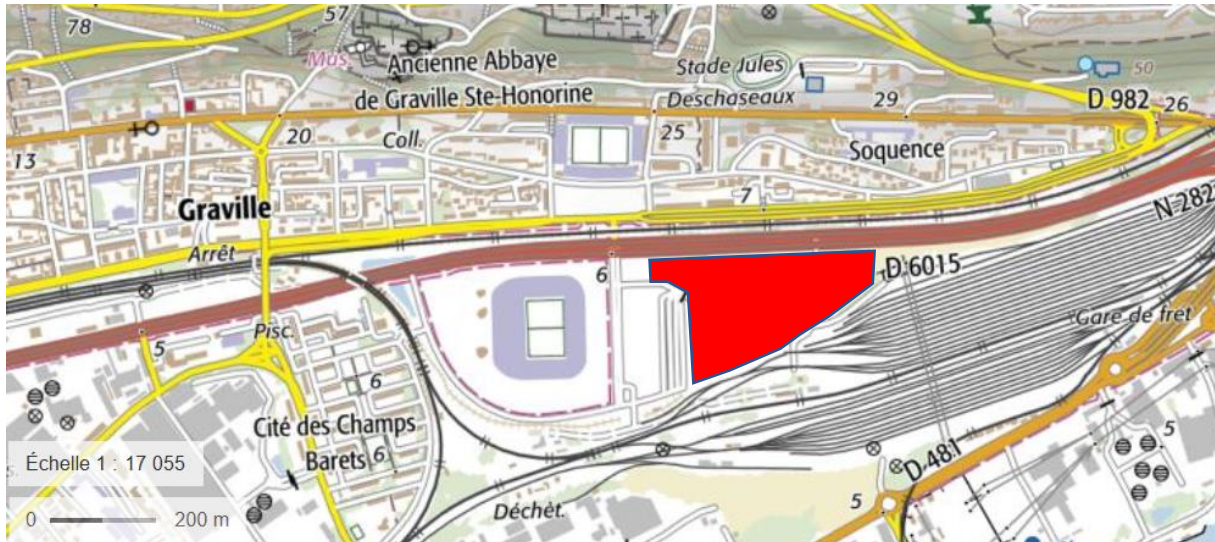 57
78
Mus.
Ancienne Abbaye
de Graville Ste-Honorine
Stade Jules
Deschaseaux
29
50
D 982
26
13
20
Coll.
25
Soquence
7
Graville
N 282
Arrêt
6
D 6015
Gare de fret
Pisc.
5
6
Cité des Champs
Barets
6
5
D 481
5
Déchèt.
Échelle 1 : 17 055
0 200 m